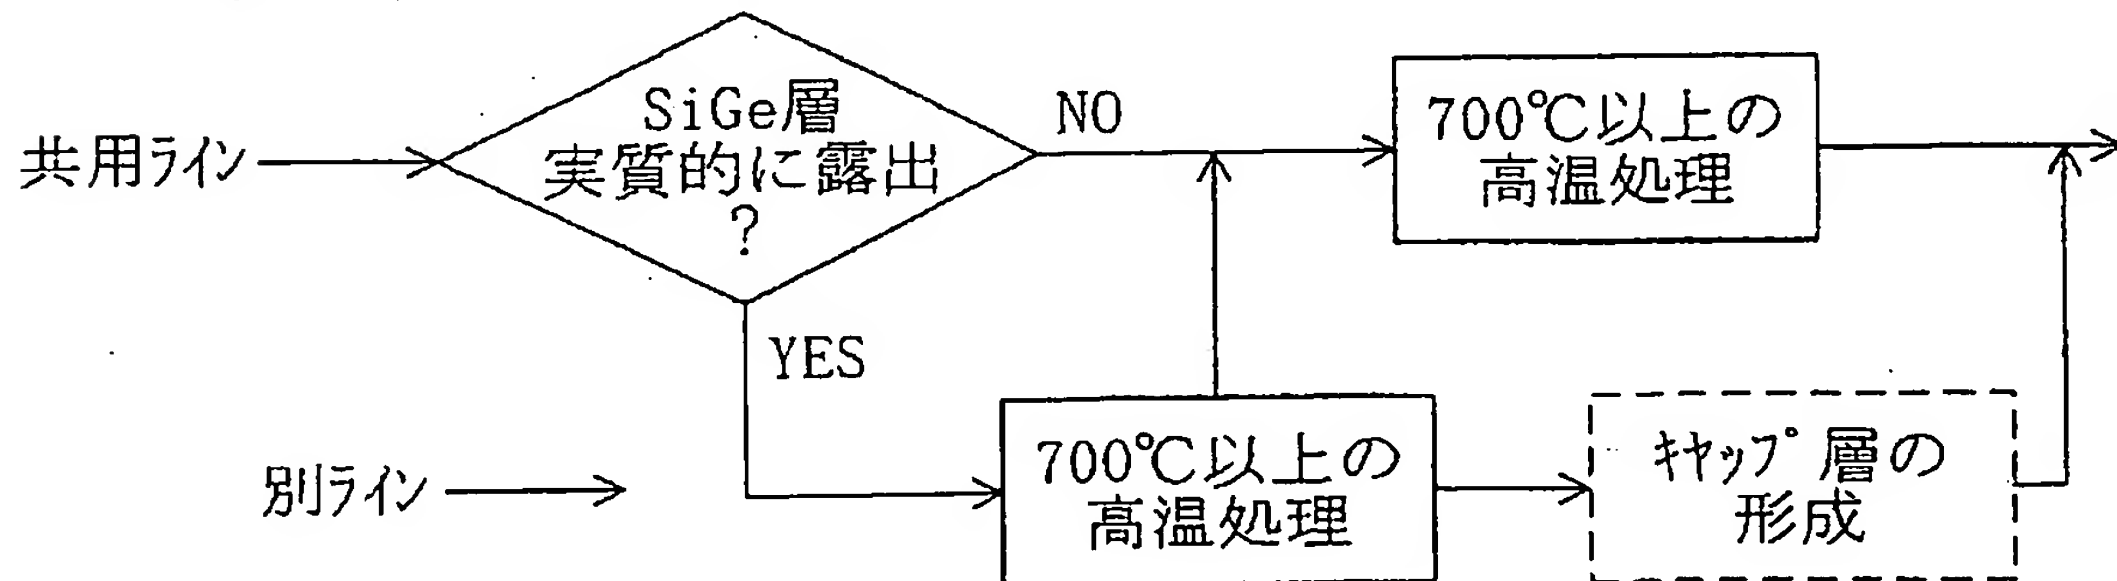 共用ﾗｲﾝ
SiGe層
実質的に露出
?
NO
700℃以上の
高温処理
YES
別ﾗｲﾝ
700℃以上の
高温処理
ｷﾔｯﾌﾟ層の
形成